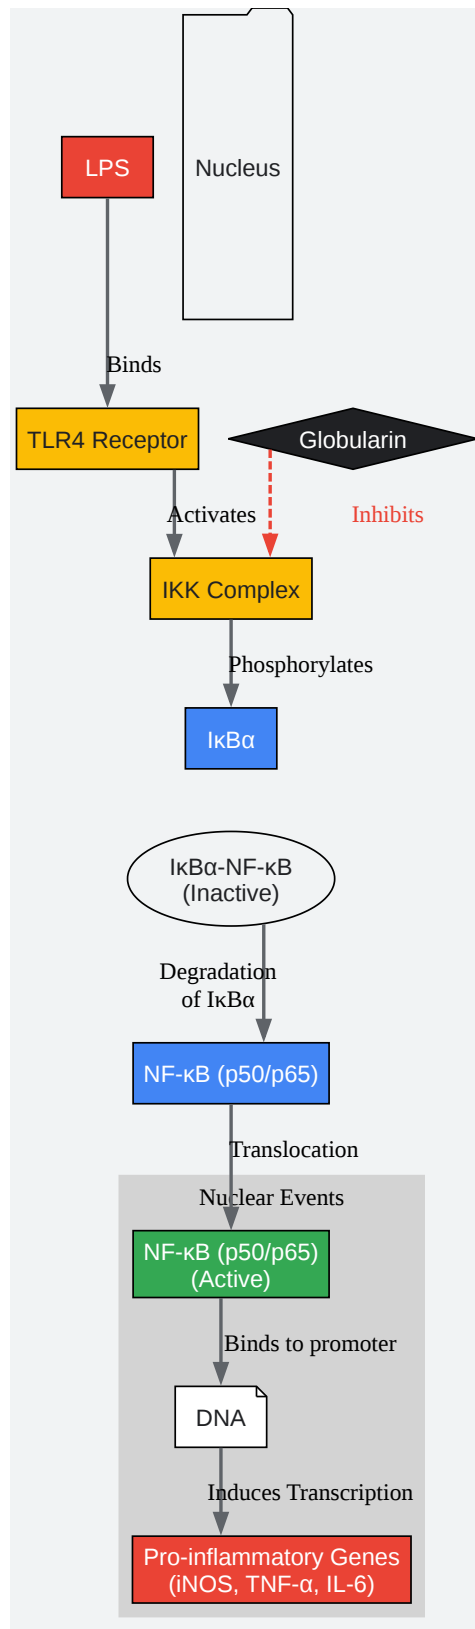 Nucleus
LPS
Binds
TLR4 Receptor
Globularin
Activates
Inhibits
IKK Complex
Phosphorylates
IκBα
IκBα-NF-κB
(Inactive)
Degradation
of IκBα
NF-κB (p50/p65)
Translocation
Nuclear Events
NF-κB (p50/p65)
(Active)
Binds to promoter
DNA
Induces Transcription
Pro-inflammatory Genes
(iNOS, TNF-α, IL-6)